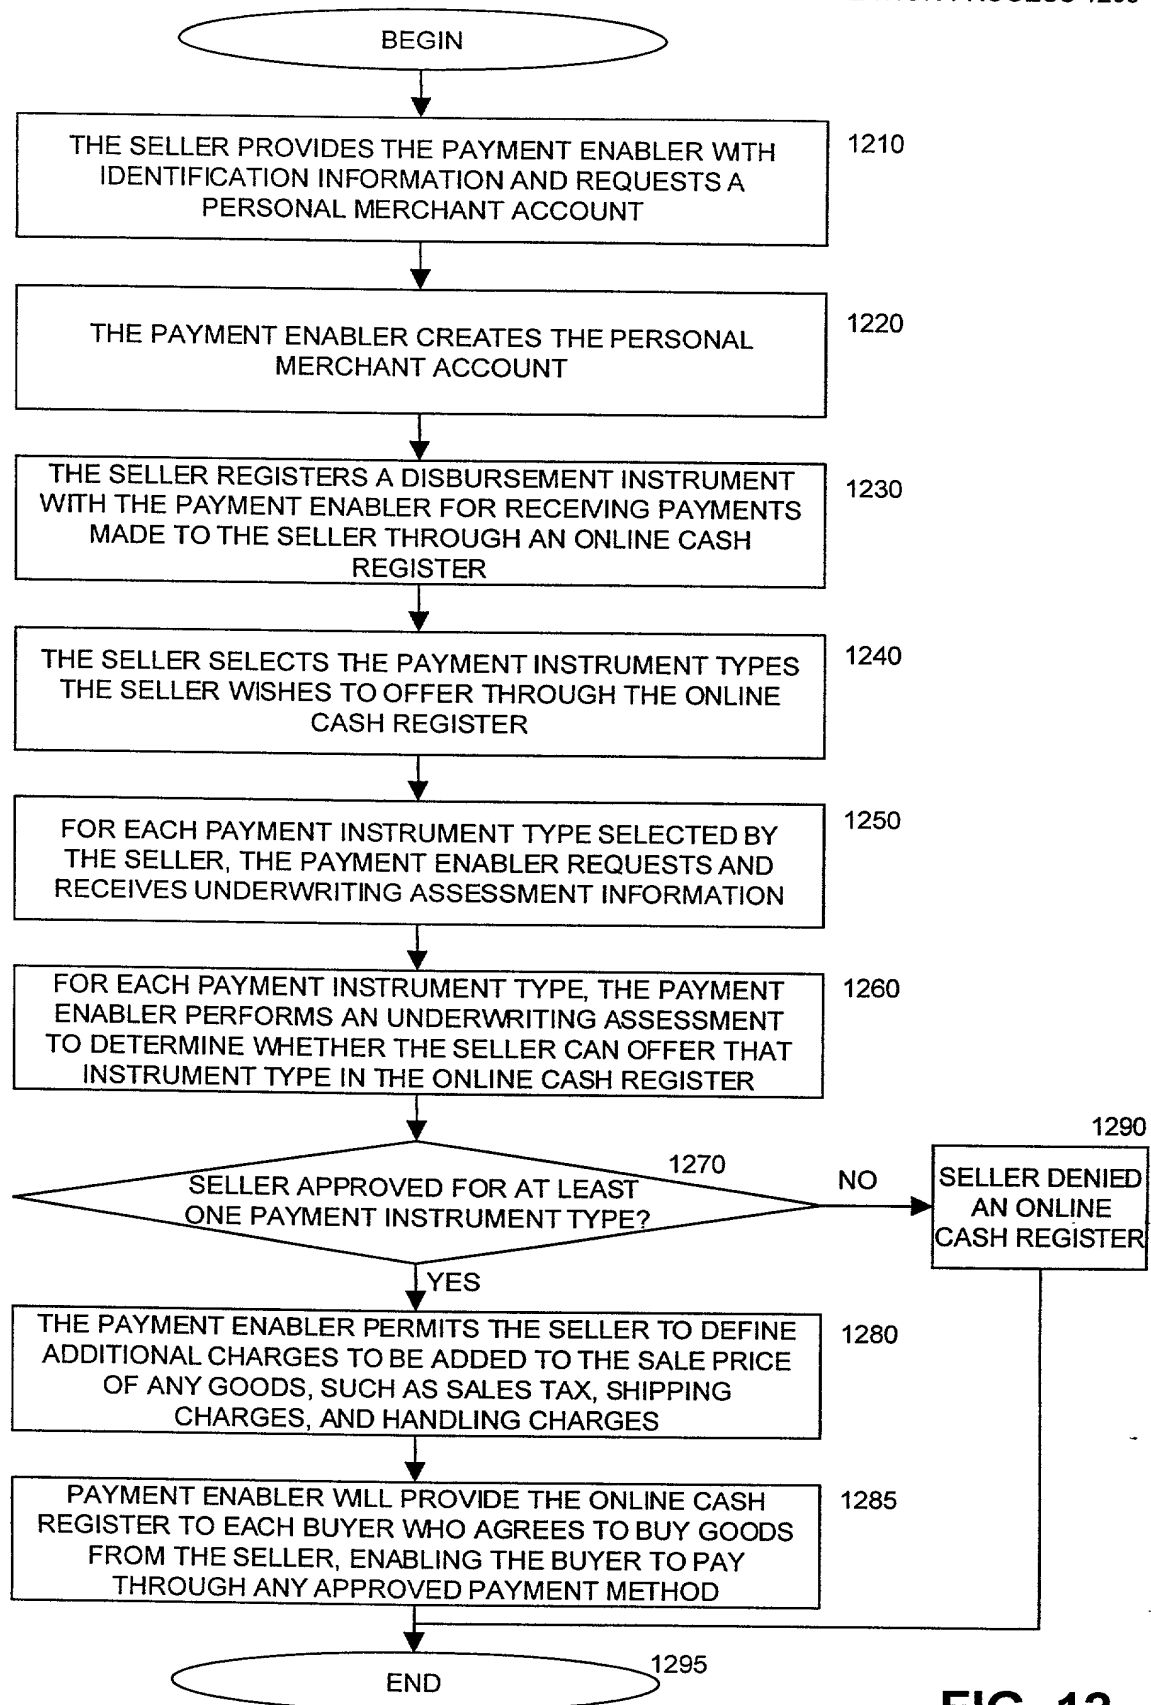 BEGIN
THE SELLER PROVIDES THE PAYMENT ENABLER WITH
IDENTIFICATION INFORMATION AND REQUESTS A
PERSONAL MERCHANT ACCOUNT
1210
THE PAYMENT ENABLER CREATES THE PERSONAL
MERCHANT ACCOUNT
1220
THE SELLER REGISTERS A DISBURSEMENT INSTRUMENT
WITH THE PAYMENT ENABLER FOR RECEIVING PAYMENTS
MADE TO THE SELLER THROUGH AN ONLINE CASH
REGISTER
1230
THE SELLER SELECTS THE PAYMENT INSTRUMENT TYPES
THE SELLER WISHES TO OFFER THROUGH THE ONLINE
CASH REGISTER
1240
FOR EACH PAYMENT INSTRUMENT TYPE SELECTED BY
THE SELLER, THE PAYMENT ENABLER REQUESTS AND
RECEIVES UNDERWRITING ASSESSMENT INFORMATION
1250
FOR EACH PAYMENT INSTRUMENT TYPE, THE PAYMENT
ENABLER PERFORMS AN UNDERWRITING ASSESSMENT
TO DETERMINE WHETHER THE SELLER CAN OFFER THAT
INSTRUMENT TYPE IN THE ONLINE CASH REGISTER
1260
SELLER APPROVED FOR AT LEAST
ONE PAYMENT INSTRUMENT TYPE?
1270
NO
1290
SELLER DENIED
AN ONLINE
CASH REGISTER
YES
THE PAYMENT ENABLER PERMITS THE SELLER TO DEFINE
ADDITIONAL CHARGES TO BE ADDED TO THE SALE PRICE
OF ANY GOODS, SUCH AS SALES TAX, SHIPPING
CHARGES, AND HANDLING CHARGES
1280
PAYMENT ENABLER WILL PROVIDE THE ONLINE CASH
REGISTER TO EACH BUYER WHO AGREES TO BUY GOODS
FROM THE SELLER, ENABLING THE BUYER TO PAY
THROUGH ANY APPROVED PAYMENT METHOD
1285
END
1295